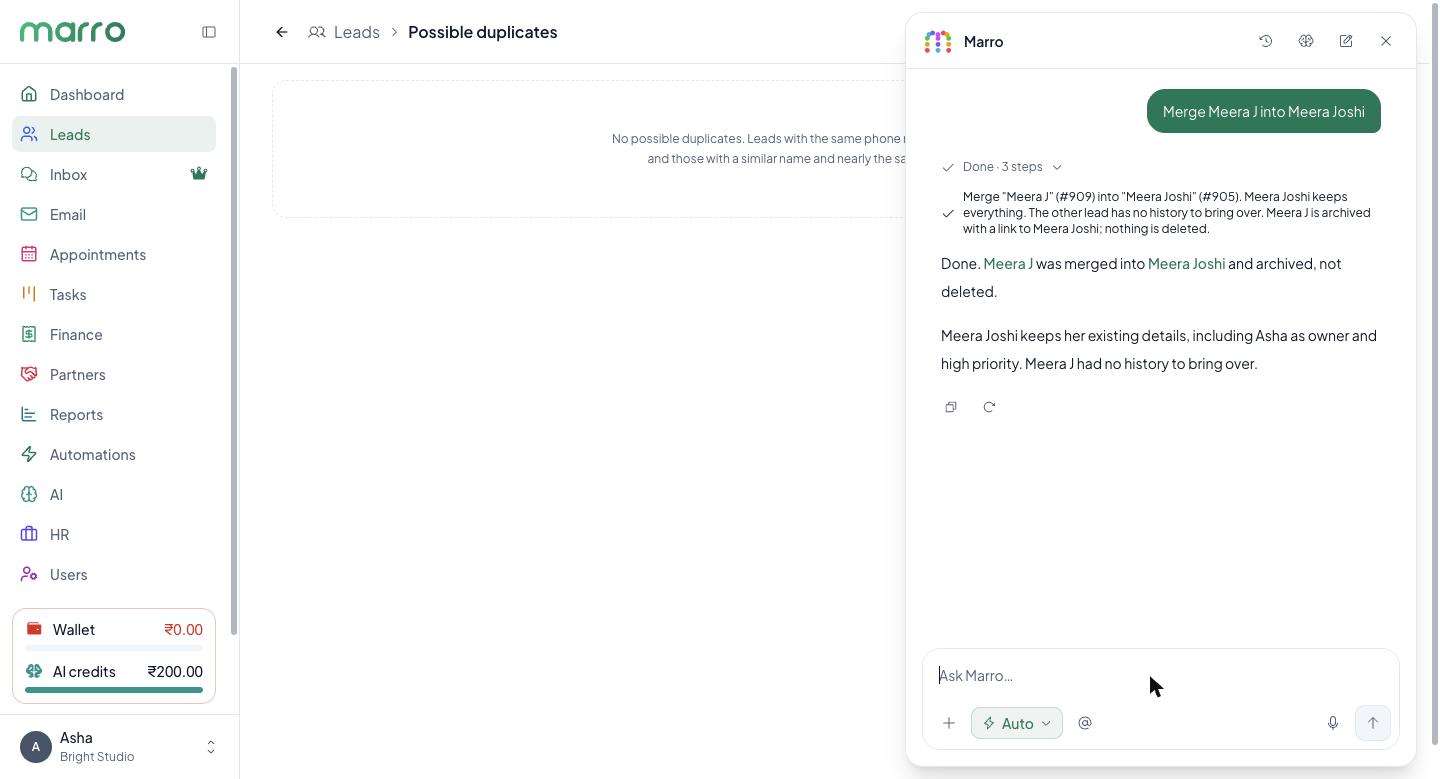 marro
Dashboard
Leads
Inbox
Email
Appointments
Tasks
Finance
Partners
Reports
Automations
AI
HR
Users
Wallet ₹0.00
AI credits ₹200.00
A
Asha
Bright Studio
Leads > Possible duplicates
No possible duplicates. Leads with the same phone
and those with a similar name and nearly the
Marro
Merge Meera J into Meera Joshi
Done · 3 steps
Merge "Meera J" (#909) into "Meera Joshi" (#905). Meera Joshi keeps
everything. The other lead has no history to bring over. Meera J is archived
with a link to Meera Joshi; nothing is deleted.
Done. Meera J was merged into Meera Joshi and archived, not
deleted.
Meera Joshi keeps her existing details, including Asha as owner and
high priority. Meera J had no history to bring over.
Ask Marro...
Auto
@